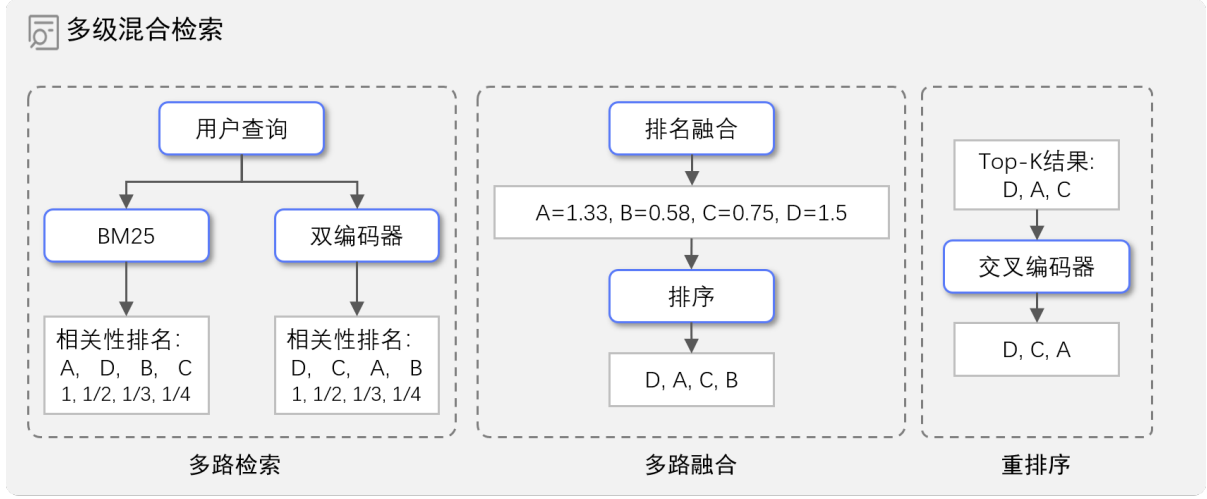 多级混合检索
用户查询
BM25
双编码器
相关性排名:
A, D, B, C
1, 1/2, 1/3, 1/4
相关性排名:
D, C, A, B
1, 1/2, 1/3, 1/4
多路检索
排名融合
A=1.33, B=0.58, C=0.75, D=1.5
排序
D, A, C, B
多路融合
Top-K结果:
D, A, C
交叉编码器
D, C, A
重排序